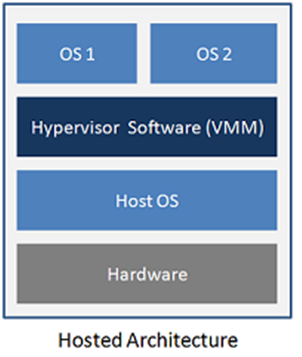 OS 1 OS 2
Hypervisor Software (VMM)
Host OS
Hardware
Hosted Architecture